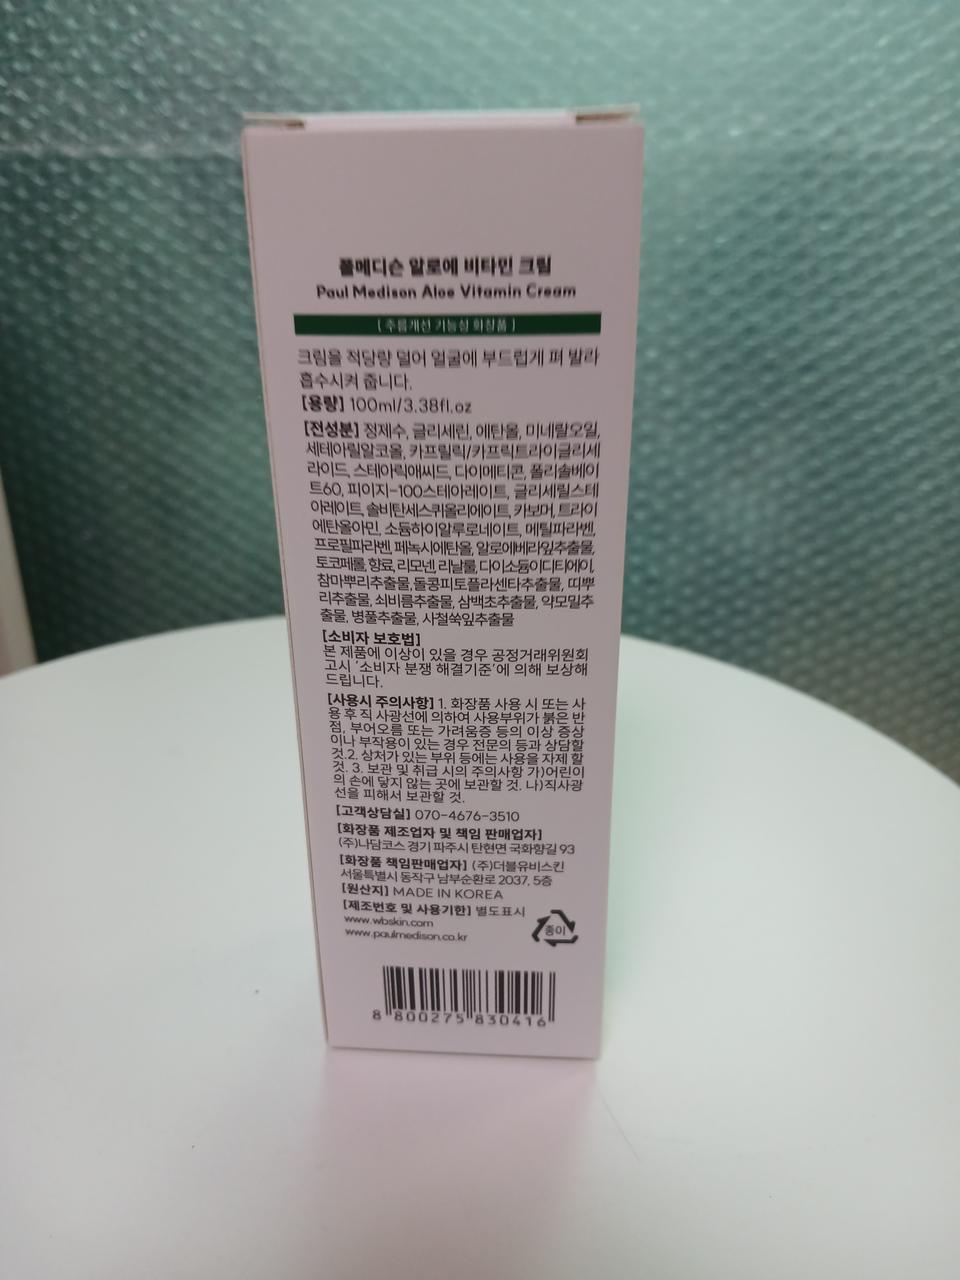 폴메디슨 알로에 비타민 크림
Paul Medison Aloe Vitamin Cream
[ 주름개선 기능성 화장품 ]
크림을 적당량 덜어 얼굴에 부드럽게 펴 발라
흡수시켜 줍니다.
[용량] 100ml/3.38fl.oz
[전성분] 정제수, 글리세린, 에탄올, 미네랄오일,
세테아릴알코올, 카프릴릭/카프릭트라이글리세
라이드, 스테아릭애씨드, 다이메티콘, 폴리솔베이
트60, 피이지-100스테아레이트, 글리세릴스테
아레이트, 솔비탄세스퀴올리에이트, 카보머, 트라이
에탄올아민, 소듐하이알루로네이트, 메틸파라벤,
프로필파라벤, 페녹시에탄올, 알로에베라잎추출물,
토코페롤, 향료, 리모넨, 리날룰, 다이소듐이디티에이,
참마뿌리추출물, 돌콩피토플라센타추출물, 띠뿌
리추출물, 쇠비름추출물, 삼백초추출물, 약모밀추
출물, 병풀추출물, 사철쑥잎추출물
[소비자 보호법]
본 제품에 이상이 있을 경우 공정거래위원회
고시 '소비자 분쟁 해결기준'에 의해 보상해
드립니다.
[사용시 주의사항] 1. 화장품 사용 시 또는 사
용 후 직 사광선에 의하여 사용부위가 붉은 반
점, 부어오름 또는 가려움증 등의 이상 증상
이나 부작용이 있는 경우 전문의 등과 상담할
것.2. 상처가 있는 부위 등에는 사용을 자제 할
것. 3. 보관 및 취급 시의 주의사항 가)어린이
의 손에 닿지 않는 곳에 보관할 것. 나)직사광
선을 피해서 보관할 것.
[고객상담실] 070-4676-3510
[화장품 제조업자 및 책임 판매업자]
(주)나담코스 경기 파주시 탄현면 국화향길 93
[화장품 책임판매업자] (주)더블유비스킨
서울특별시 동작구 남부순환로 2037, 5층
[원산지] MADE IN KOREA
[제조번호 및 사용기한] 별도표시
www.wbskin.com
www.paulmedison.co.kr
종이
8 800275 830416